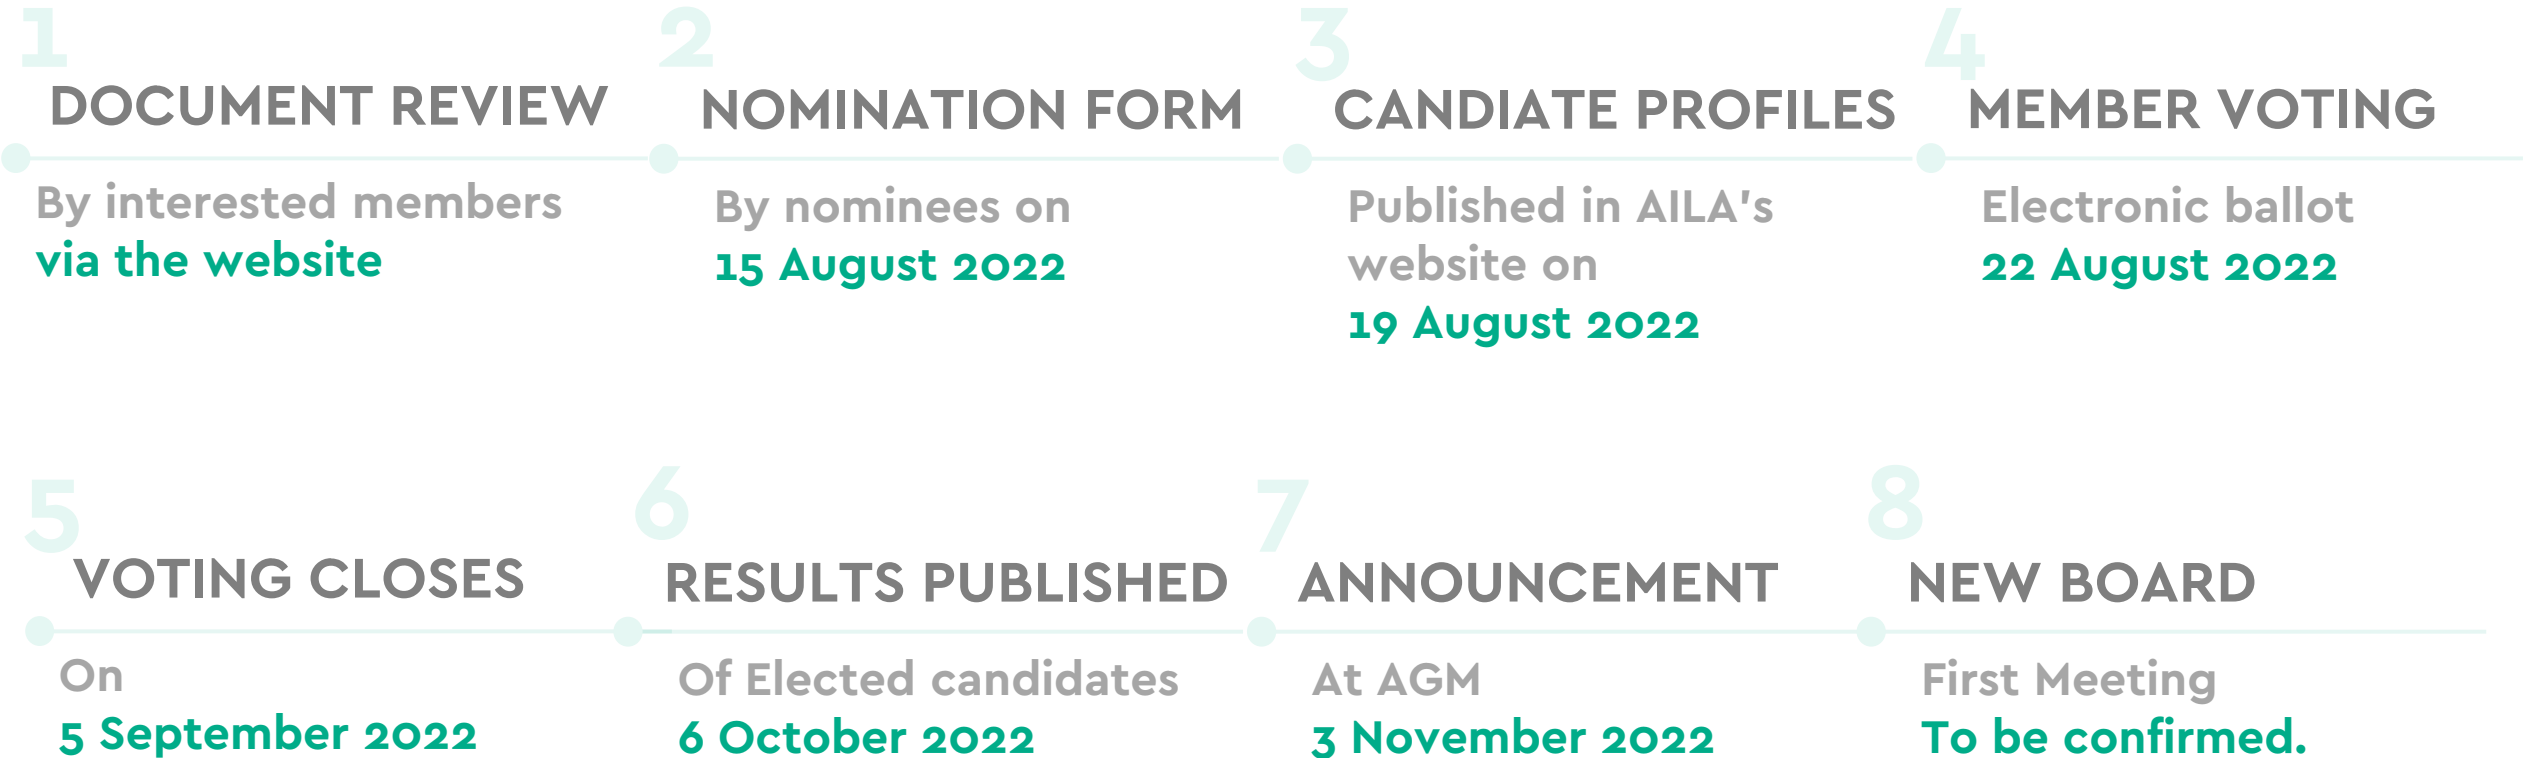 1
DOCUMENT REVIEW
By interested members
via the website
2
NOMINATION FORM
By nominees on
15 August 2022
3
CANDIATE PROFILES
Published in AILA's
website on
19 August 2022
4
MEMBER VOTING
Electronic ballot
22 August 2022
5
VOTING CLOSES
On
5 September 2022
6
RESULTS PUBLISHED
Of Elected candidates
6 October 2022
7
ANNOUNCEMENT
At AGM
3 November 2022
8
NEW BOARD
First Meeting
To be confirmed.